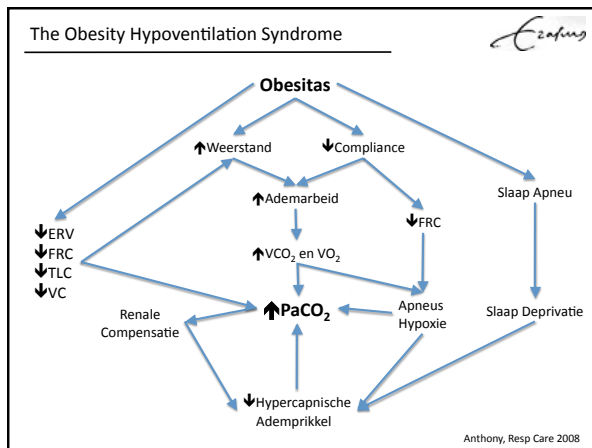 The Obesity Hypoventilation Syndrome
Erasmus
Obesitas
↑Weerstand
↓Compliance
↑Ademarbeid
Slaap Apneu
↓ERV
↓FRC
↓TLC
↓VC
↓FRC
↑VCO₂ en VO₂
Renale
Compensatie
↑PaCO₂
Apneus
Hypoxie
Slaap Deprivatie
↓Hypercapnische
Ademprikkel
Anthony, Resp Care 2008